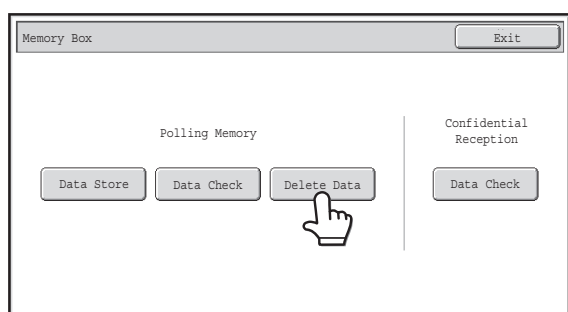 Memory Box
Exit
Polling Memory
Data Store
Data Check
Delete Data
Confidential
Reception
Data Check